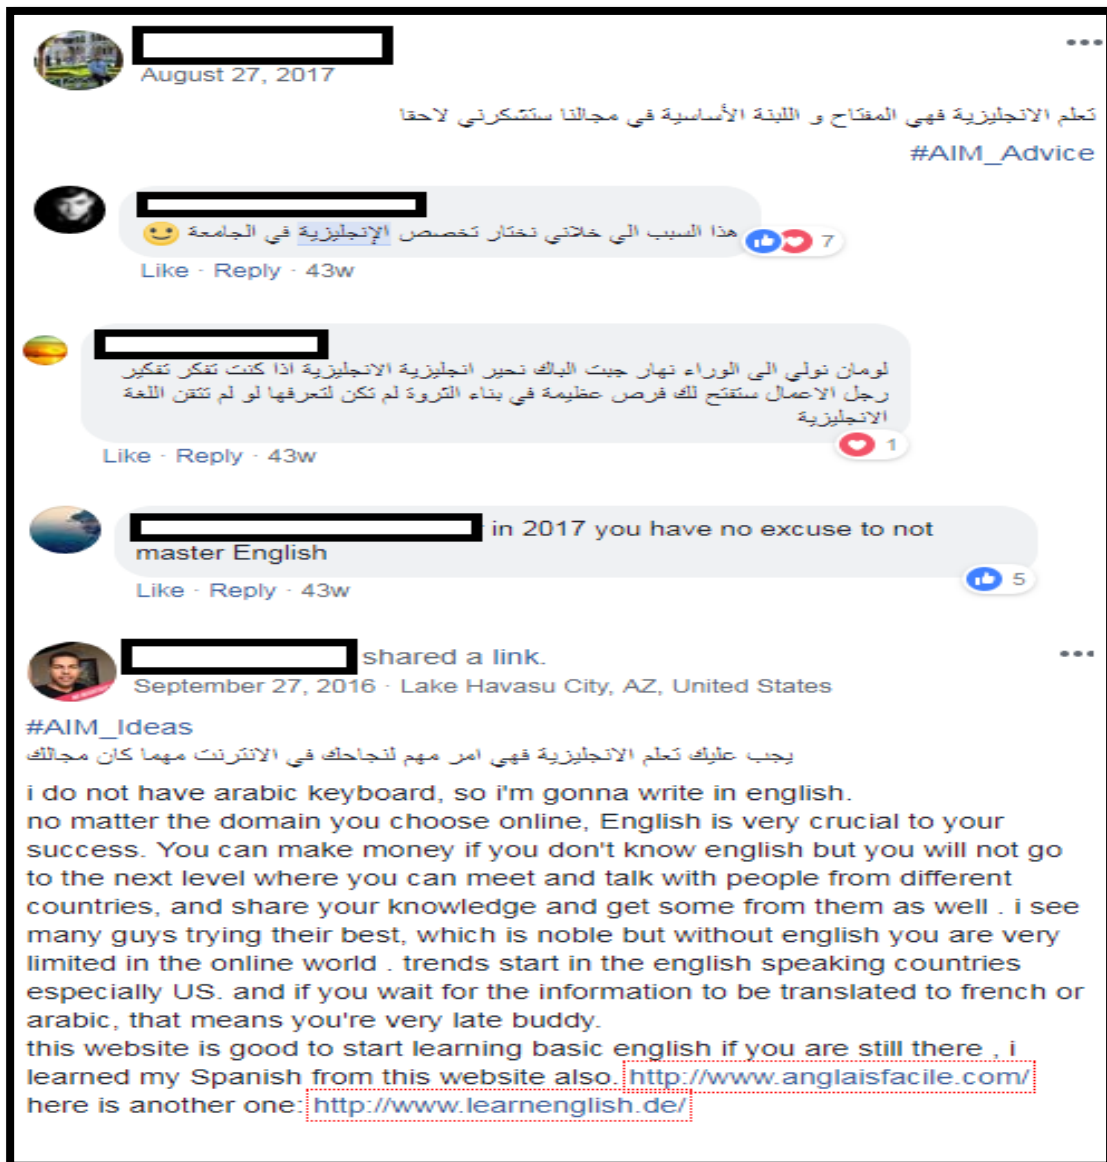 August 27, 2017
تعلم الانجليزية فهي المفتاح و اللبنة الأساسية في مجالنا ستشكرني لاحقا
#AIM_Advice
هذا السبب الي خلاني نختار تخصص الإنجليزية في الجامعة
7
Like · Reply · 43w
لومان نولي الى الوراء نهار جبت الباك نحير انجليزية الانجليزية اذا كنت تفكر تفكير
رجل الاعمال ستفتح لك فرص عظيمة في بناء الثروة لم تكن لتعرفها لو لم تتقن اللغة
الانجليزية
1
Like · Reply · 43w
in 2017 you have no excuse to not
master English
5
Like · Reply · 43w
shared a link.
September 27, 2016 · Lake Havasu City, AZ, United States
#AIM_Ideas
يجب عليك تعلم الانجليزية فهي امر مهم لنجاحك في الانترنت مهما كان مجالك
i do not have arabic keyboard, so i'm gonna write in english.
no matter the domain you choose online, English is very crucial to your
success. You can make money if you don't know english but you will not go
to the next level where you can meet and talk with people from different
countries, and share your knowledge and get some from them as well . i see
many guys trying their best, which is noble but without english you are very
limited in the online world . trends start in the english speaking countries
especially US. and if you wait for the information to be translated to french or
arabic, that means you're very late buddy.
this website is good to start learning basic english if you are still there , i
learned my Spanish from this website also. http://www.anglaisfacile.com/
here is another one: http://www.learnenglish.de/